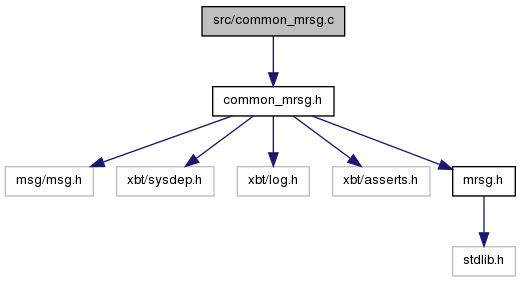 src/common_mrsg.c
common_mrsg.h
msg/msg.h
xbt/sysdep.h
xbt/log.h
xbt/asserts.h
mrsg.h
stdlib.h